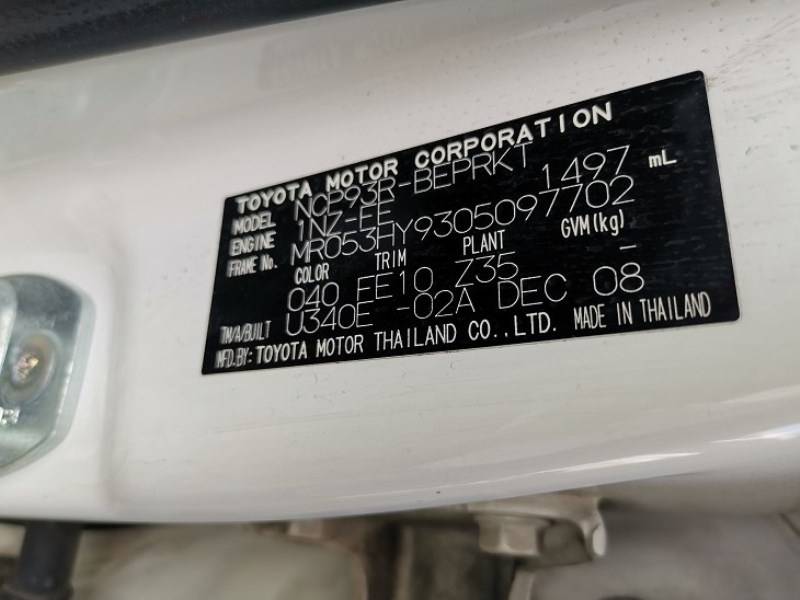 TOYOTA MOTOR CORPORATION
MODEL NCP93R-BEPRKT
ENGINE 1NZ-FE 1497 mL
FRAME No. MR053HY9305097702
COLOR TRIM PLANT GVM(kg)
040 FE10 Z35 –
TM/A/BUILT U340E -02A DEC 08
MFD.BY: TOYOTA MOTOR THAILAND CO.,LTD. MADE IN THAILAND